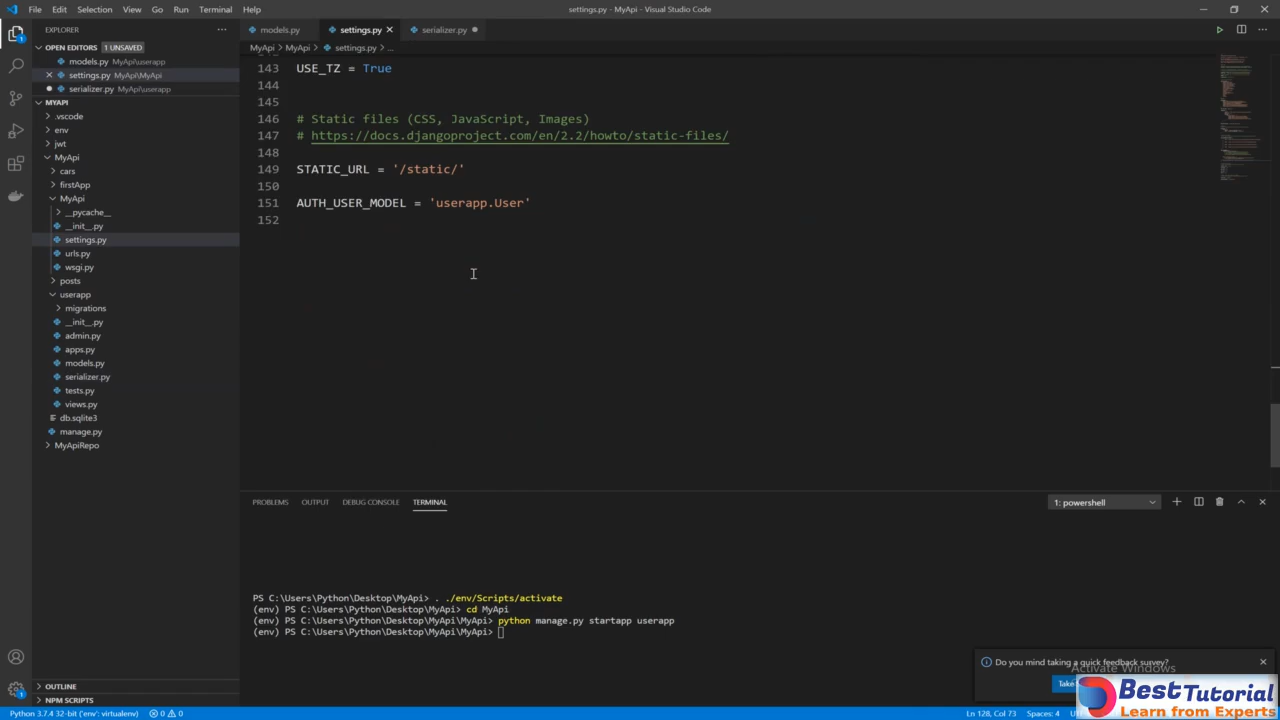 File Edit Selection View Go Run Terminal Help settings.py - MyApi - Visual Studio Code
EXPLORER models.py settings.py serializer.py
OPEN EDITORS 1 UNSAVED MyApi > MyApi > settings.py > ...
models.py MyApi\userapp
settings.py MyApi\MyApi
serializer.py MyApi\userapp
MYAPI
.vscode
env
jwt
MyApi
cars
firstApp
MyApi
__pycache__
__init__.py
settings.py
urls.py
wsgi.py
posts
userapp
migrations
__init__.py
admin.py
apps.py
models.py
serializer.py
tests.py
views.py
db.sqlite3
manage.py
MyApiRepo
OUTLINE
NPM SCRIPTS
143 USE_TZ = True
144
145
146 # Static files (CSS, JavaScript, Images)
147 # https://docs.djangoproject.com/en/2.2/howto/static-files/
148
149 STATIC_URL = '/static/'
150
151 AUTH_USER_MODEL = 'userapp.User'
152
PROBLEMS OUTPUT DEBUG CONSOLE TERMINAL 1: powershell
PS C:\Users\Python\Desktop\MyApi> . ./env/Scripts/activate
(env) PS C:\Users\Python\Desktop\MyApi> cd MyApi
(env) PS C:\Users\Python\Desktop\MyApi\MyApi> python manage.py startapp userapp
(env) PS C:\Users\Python\Desktop\MyApi\MyApi>
Do you mind taking a quick feedback survey?
Activate Windows
Take
BestTutorial
Learn from Experts
Python 3.7.4 32-bit ('env': virtualenv) 0 0 Ln 128, Col 73 Spaces: 4